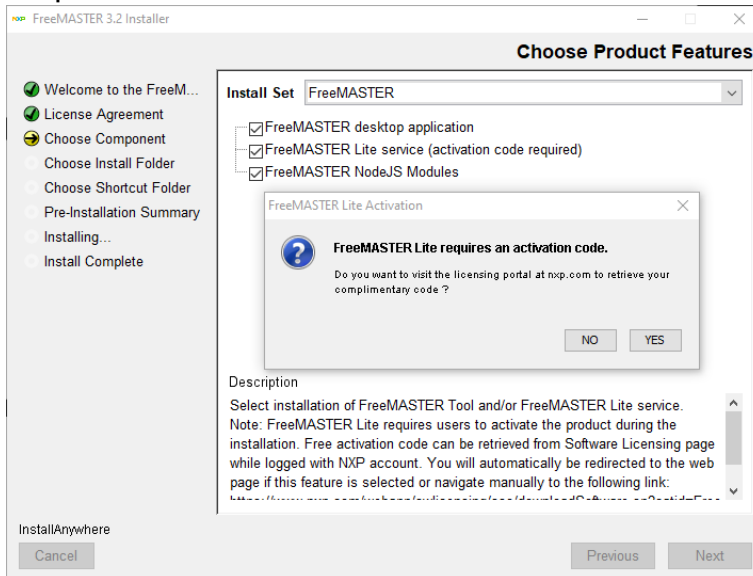 FreeMASTER 3.2 Installer
Choose Product Features
Welcome to the FreeM...
License Agreement
Choose Component
Choose Install Folder
Choose Shortcut Folder
Pre-Installation Summary
Installing...
Install Complete
Install Set FreeMASTER
FreeMASTER desktop application
FreeMASTER Lite service (activation code required)
FreeMASTER NodeJS Modules
FreeMASTER Lite Activation
FreeMASTER Lite requires an activation code.
Do you want to visit the licensing portal at nxp.com to retrieve your
complimentary code ?
NO YES
Description
Select installation of FreeMASTER Tool and/or FreeMASTER Lite service.
Note: FreeMASTER Lite requires users to activate the product during the
installation. Free activation code can be retrieved from Software Licensing page
while logged with NXP account. You will automatically be redirected to the web
page if this feature is selected or navigate manually to the following link:
InstallAnywhere
Cancel Previous Next